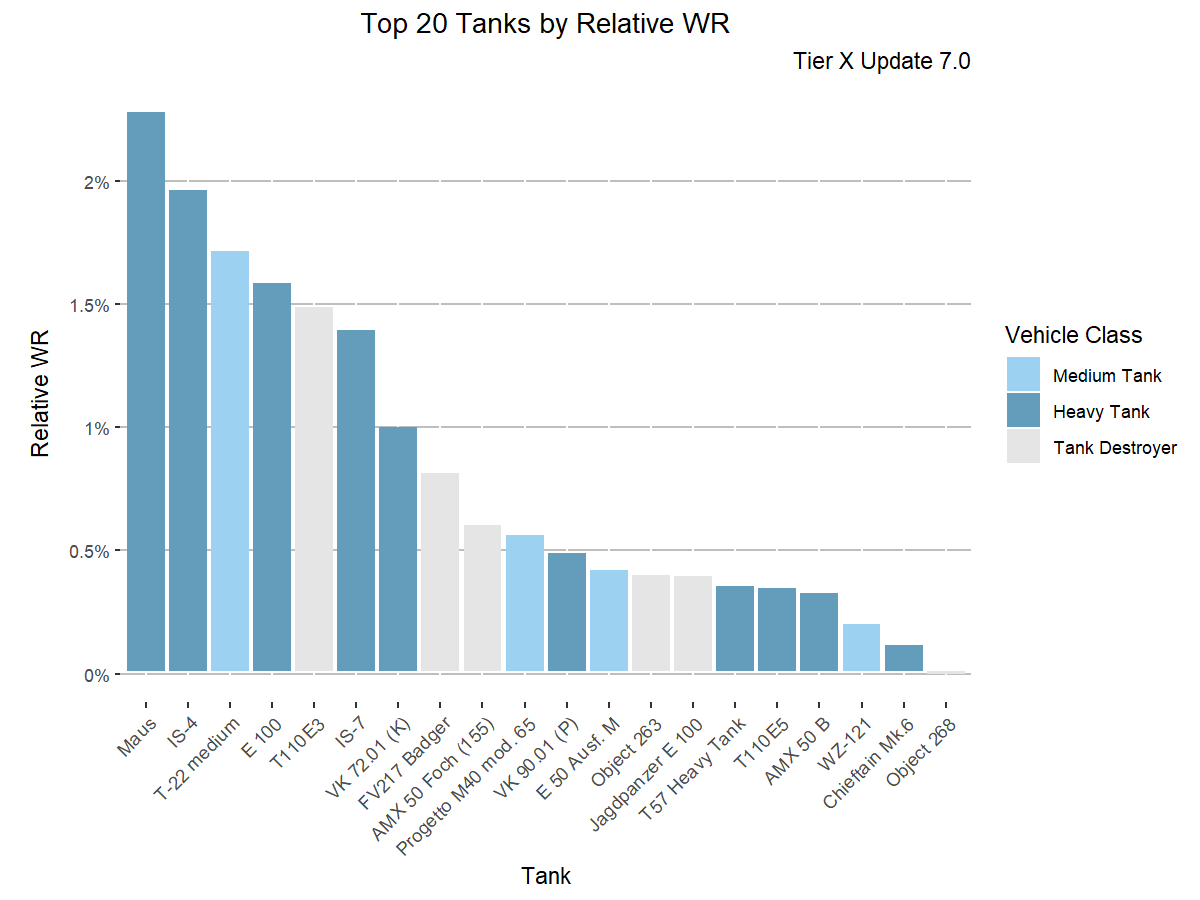 Top 20 Tanks by Relative WR
Tier X Update 7.0
Relative WR
2%
1.5%
1%
0.5%
0%
Maus
IS-4
T-22 medium
E 100
T110E3
IS-7
VK 72.01 (K)
FV217 Badger
AMX 50 Foch (155)
Progetto M40 mod. 65
VK 90.01 (P)
E 50 Ausf. M
Object 263
Jagdpanzer E 100
T57 Heavy Tank
T110E5
AMX 50 B
WZ-121
Chieftain Mk.6
Object 268
Tank
Vehicle Class
Medium Tank
Heavy Tank
Tank Destroyer